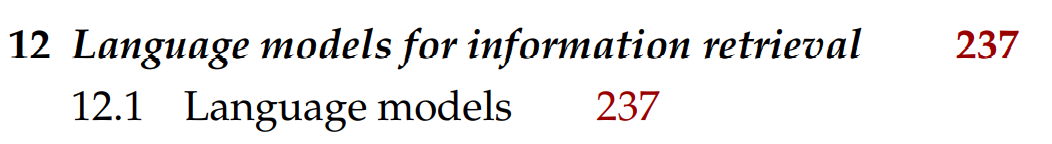 12 Language models for information retrieval 237
12.1 Language models 237